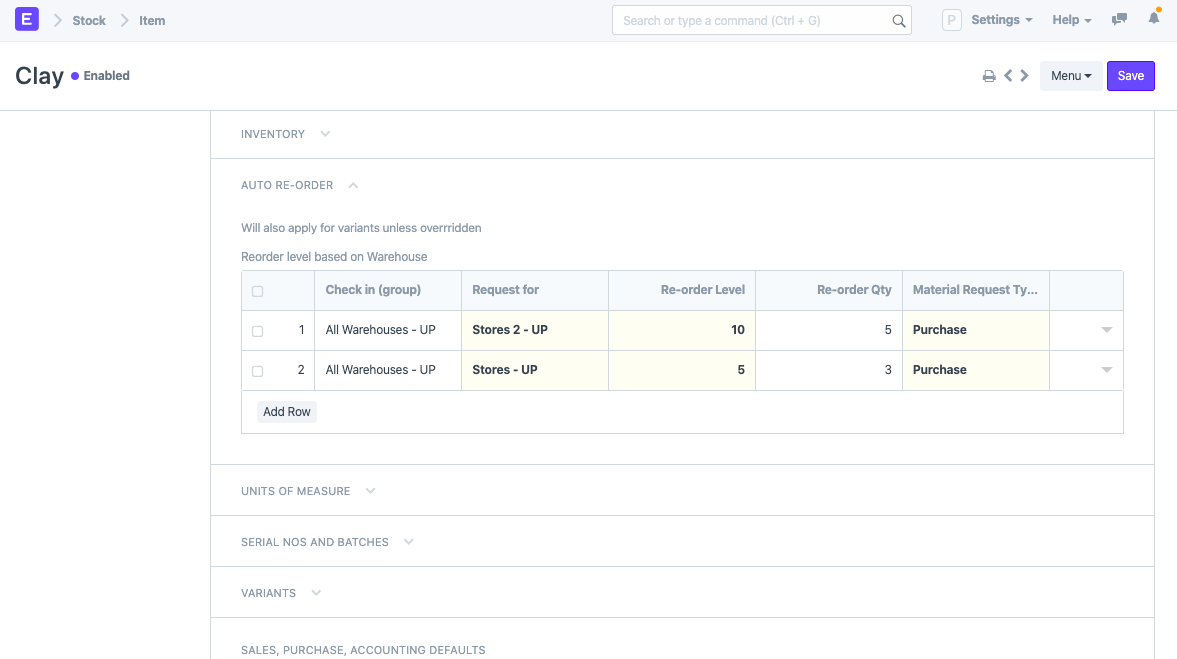 E Stock Item Search or type a command (Ctrl + G) P Settings Help
Clay Enabled Menu Save
INVENTORY
AUTO RE-ORDER
Will also apply for variants unless overrridden
Reorder level based on Warehouse
Check in (group) Request for Re-order Level Re-order Qty Material Request Ty...
1 All Warehouses - UP Stores 2 - UP 10 5 Purchase
2 All Warehouses - UP Stores - UP 5 3 Purchase
Add Row
UNITS OF MEASURE
SERIAL NOS AND BATCHES
VARIANTS
SALES, PURCHASE, ACCOUNTING DEFAULTS